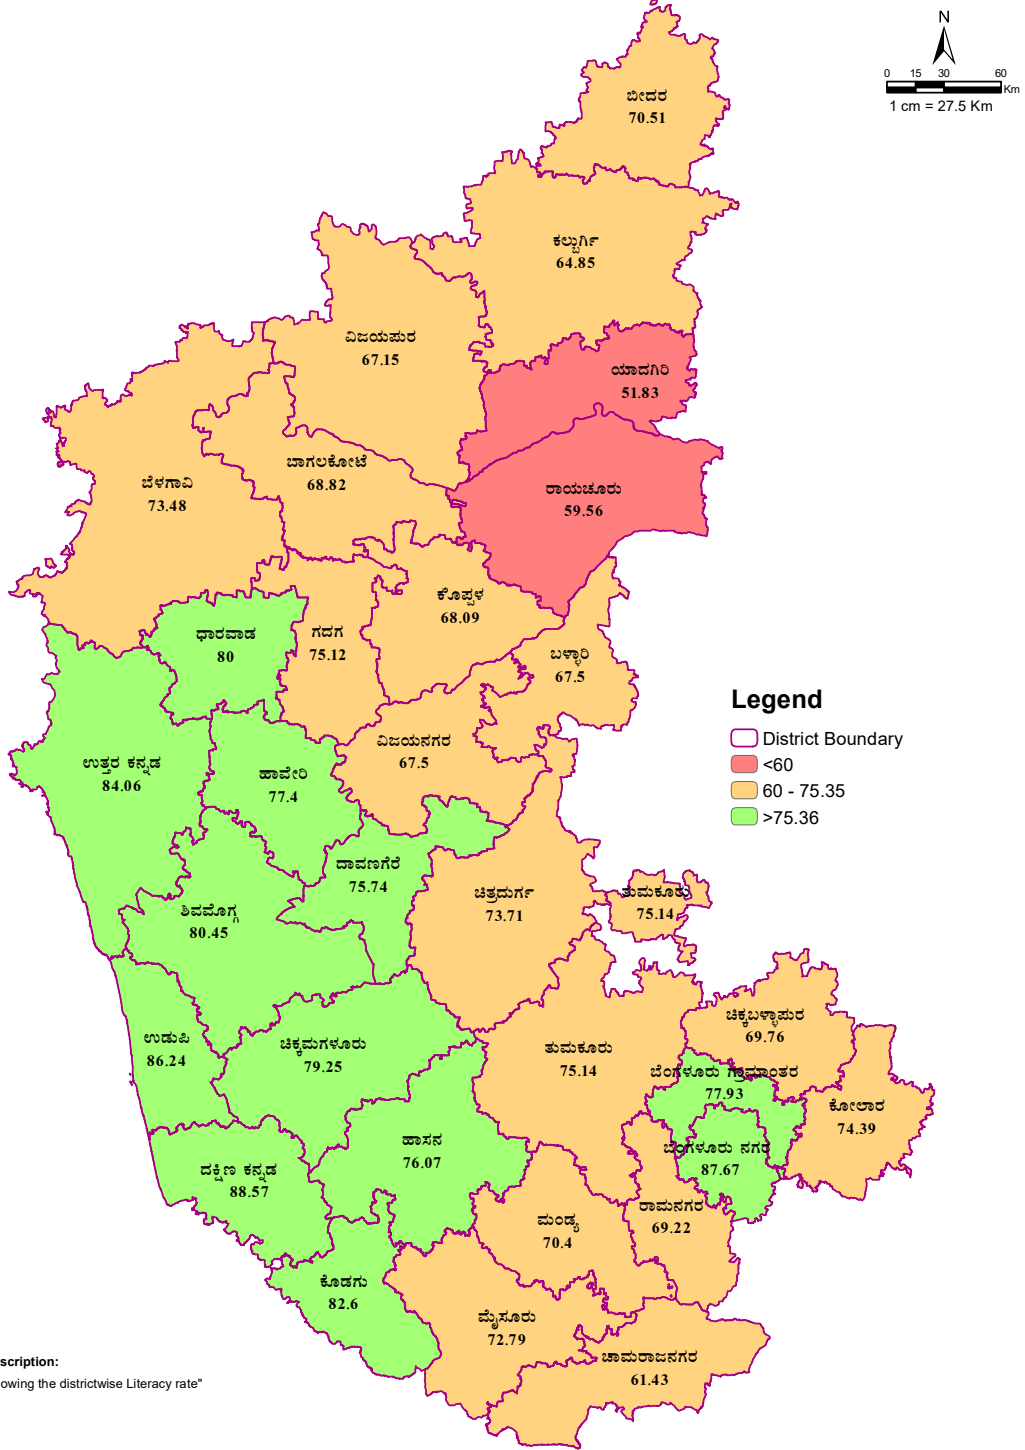 N
0 15 30 60
Km
1 cm = 27.5 Km
ಬೀದರ
70.51
ಕಲ್ಬುರ್ಗಿ
64.85
ವಿಜಯಪುರ
67.15
ಯಾದಗಿರಿ
51.83
ಬಾಗಲಕೋಟೆ
68.82
ಬೆಳಗಾವಿ
73.48
ರಾಯಚೂರು
59.56
ಕೊಪ್ಪಳ
68.09
ಧಾರವಾಡ
80
ಗದಗ
75.12
ಬಳ್ಳಾರಿ
67.5
Legend
District Boundary
<60
60 - 75.35
>75.36
ವಿಜಯನಗರ
67.5
ಉತ್ತರ ಕನ್ನಡ
84.06
ಹಾವೇರಿ
77.4
ದಾವಣಗೆರೆ
75.74
ಚಿತ್ರದುರ್ಗ
73.71
ತುಮಕೂರು
75.14
ಶಿವಮೊಗ್ಗ
80.45
ಚಿಕ್ಕಬಳ್ಳಾಪುರ
69.76
ಉಡುಪಿ
86.24
ಚಿಕ್ಕಮಗಳೂರು
79.25
ತುಮಕೂರು
75.14
ಬೆಂಗಳೂರು ಗ್ರಾಮಾಂತರ
77.93
ಕೋಲಾರ
74.39
ಹಾಸನ
76.07
ಬೆಂಗಳೂರು ನಗರ
87.67
ದಕ್ಷಿಣ ಕನ್ನಡ
88.57
ರಾಮನಗರ
69.22
ಮಂಡ್ಯ
70.4
ಕೊಡಗು
82.6
ಮೈಸೂರು
72.79
ಚಾಮರಾಜನಗರ
61.43
scription:
owing the districtwise Literacy rate"